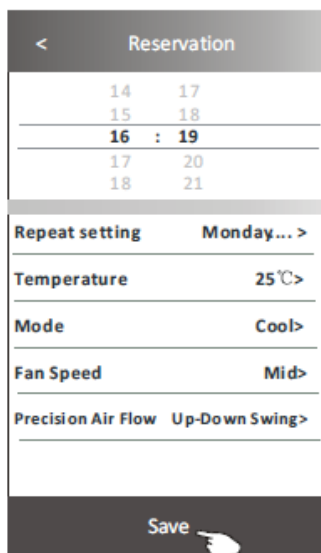 < Reservation
14 17
15 18
16 : 19
17 20
18 21
Repeat setting Monday... >
Temperature 25℃>
Mode Cool>
Fan Speed Mid>
Precision Air Flow Up-Down Swing>
Save